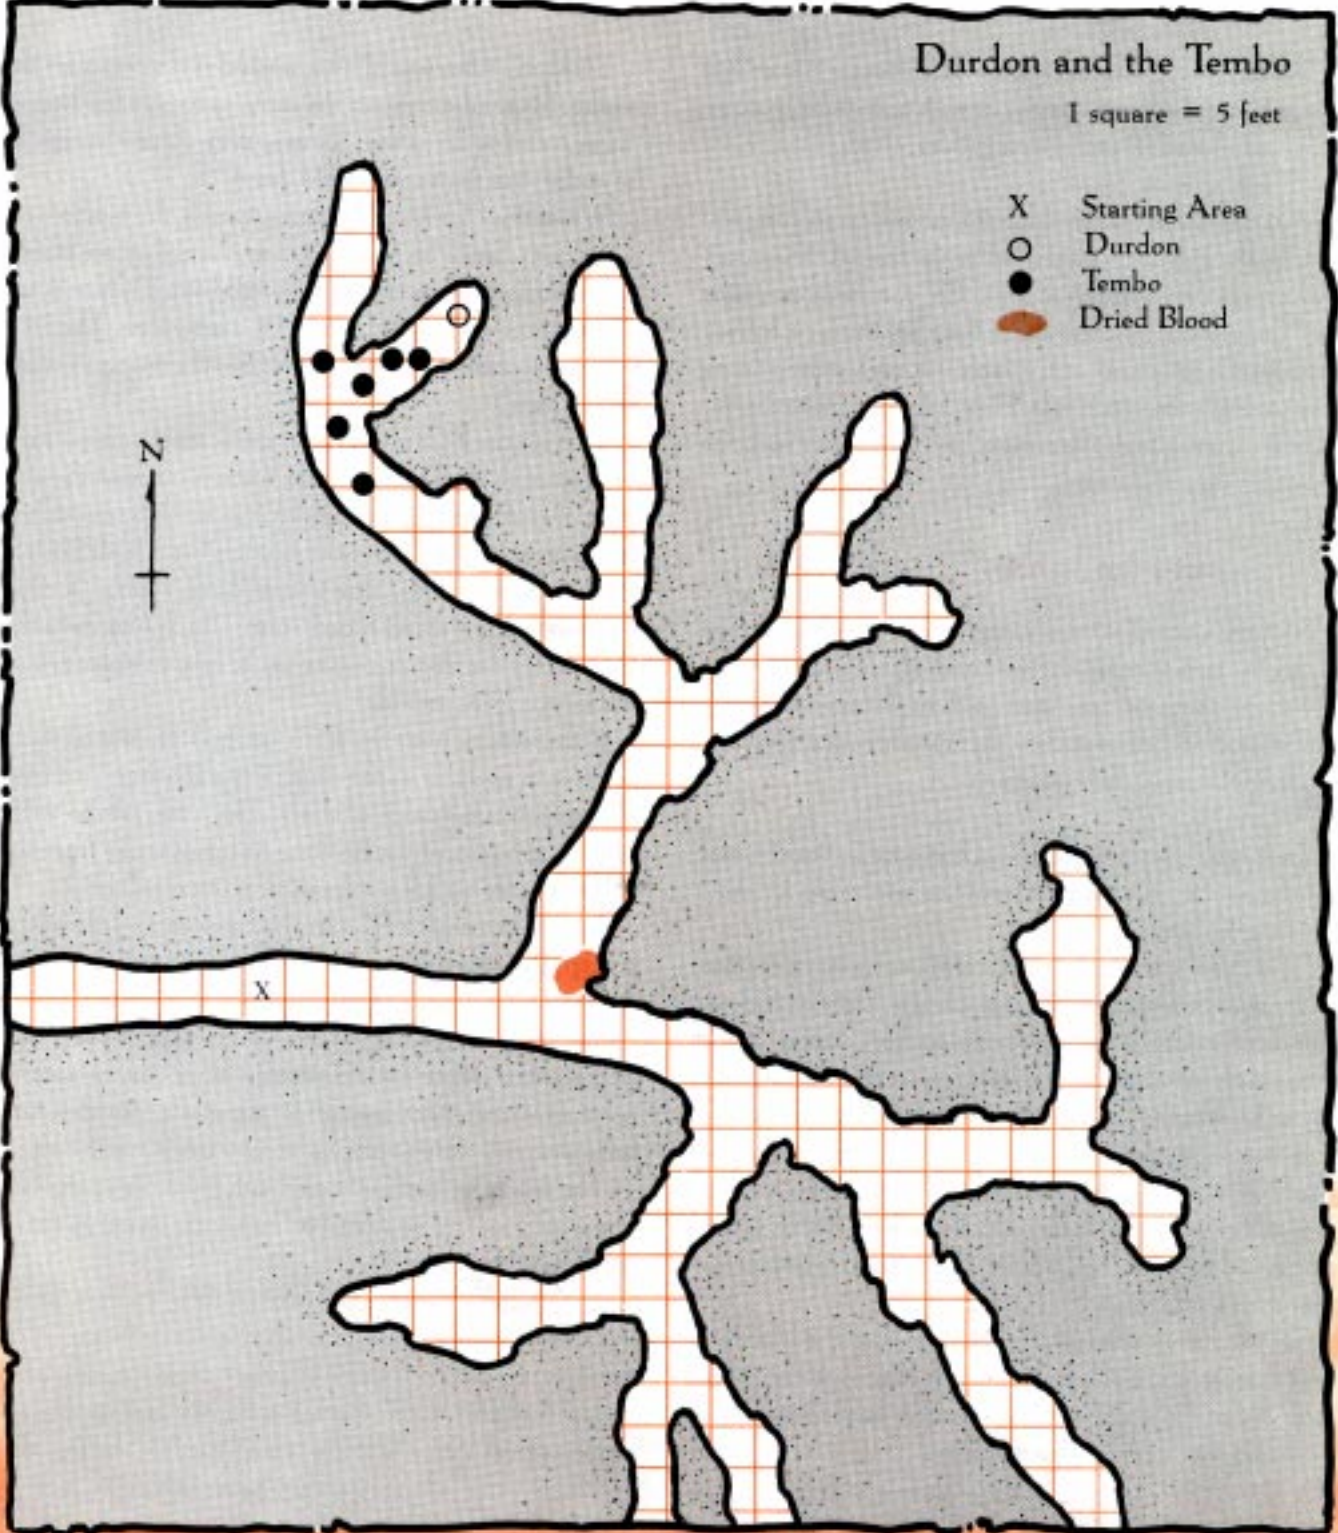 Durdon and the Tembo
1 square = 5 feet
X Starting Area
Durdon
Tembo
Dried Blood
N
X